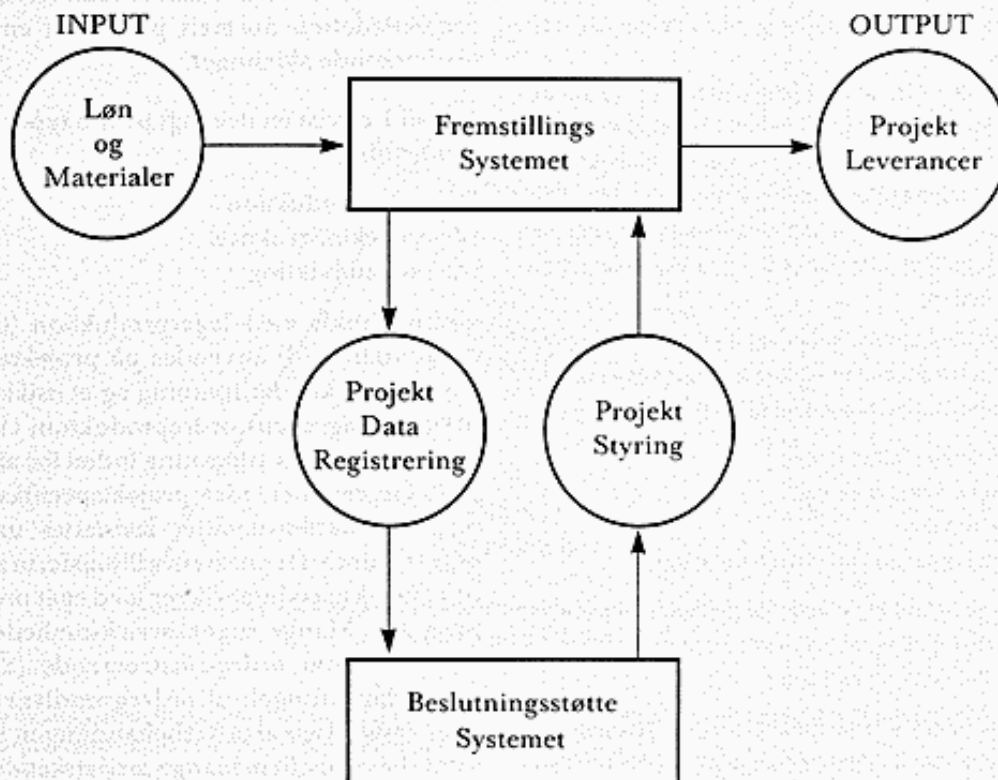 INPUT
OUTPUT
Løn
og
Materialer
Fremstillings
Systemet
Projekt
Leverancer
Projekt
Data
Registrering
Projekt
Styring
Beslutningsstøtte
Systemet